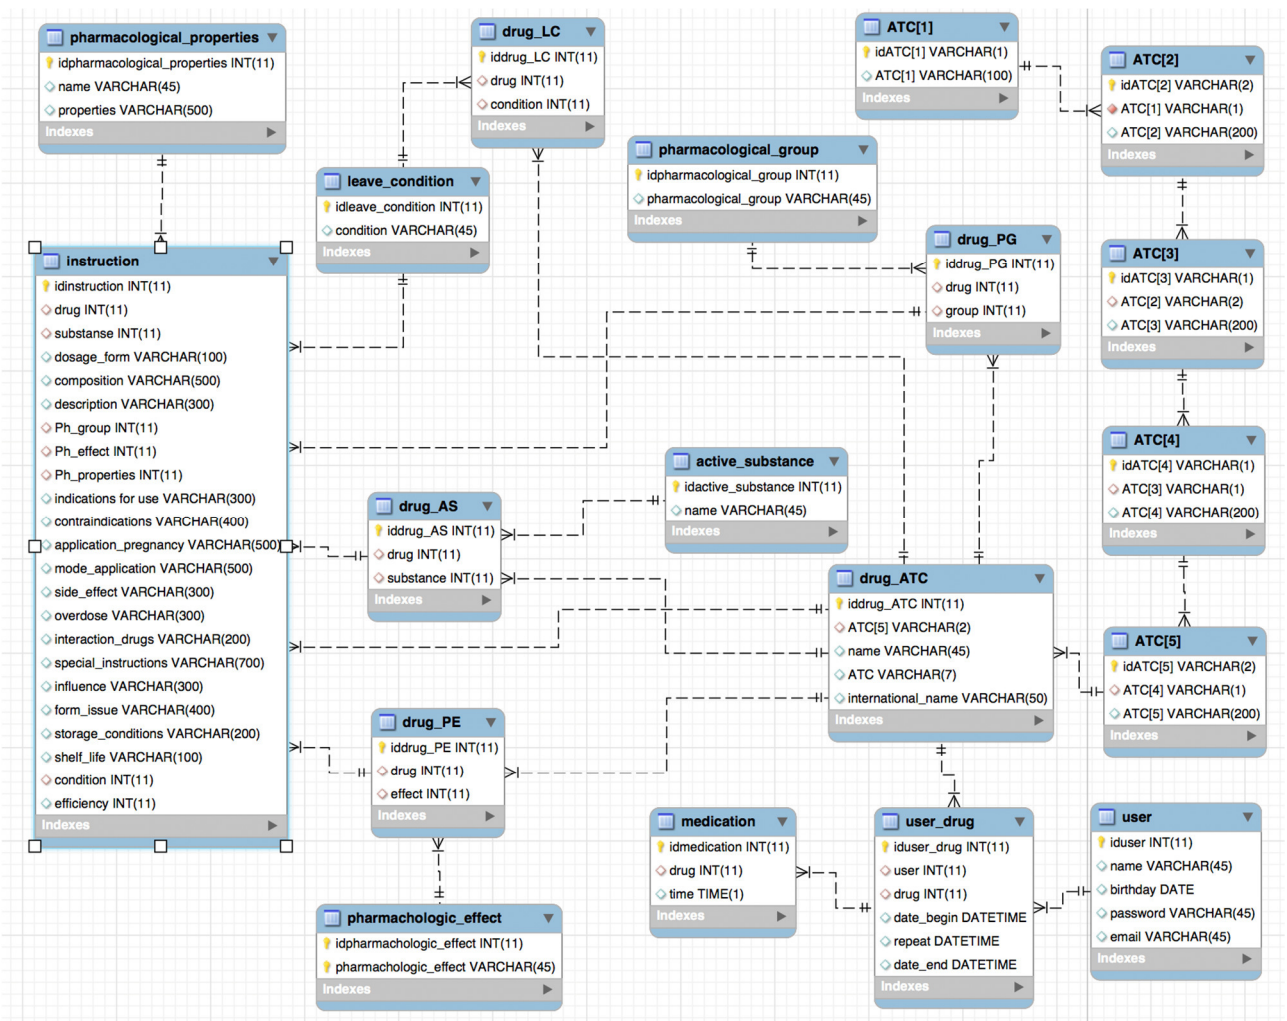 pharmacological_properties
idpharmacological_properties INT(11)
name VARCHAR(45)
properties VARCHAR(500)
Indexes
drug_LC
iddrug_LC INT(11)
drug INT(11)
condition INT(11)
Indexes
ATC[1]
idATC[1] VARCHAR(1)
ATC[1] VARCHAR(100)
Indexes
ATC[2]
idATC[2] VARCHAR(2)
ATC[1] VARCHAR(1)
ATC[2] VARCHAR(200)
Indexes
leave_condition
idleave_condition INT(11)
condition VARCHAR(45)
Indexes
pharmacological_group
idpharmacological_group INT(11)
pharmacological_group VARCHAR(45)
Indexes
drug_PG
iddrug_PG INT(11)
drug INT(11)
group INT(11)
Indexes
ATC[3]
idATC[3] VARCHAR(1)
ATC[2] VARCHAR(2)
ATC[3] VARCHAR(200)
Indexes
instruction
idinstruction INT(11)
drug INT(11)
substanse INT(11)
dosage_form VARCHAR(100)
composition VARCHAR(500)
description VARCHAR(300)
Ph_group INT(11)
Ph_effect INT(11)
Ph_properties INT(11)
indications for use VARCHAR(300)
contraindications VARCHAR(400)
application_pregnancy VARCHAR(500)
mode_application VARCHAR(500)
side_effect VARCHAR(300)
overdose VARCHAR(300)
interaction_drugs VARCHAR(200)
special_instructions VARCHAR(700)
influence VARCHAR(300)
form_issue VARCHAR(400)
storage_conditions VARCHAR(200)
shelf_life VARCHAR(100)
condition INT(11)
efficiency INT(11)
Indexes
ATC[4]
idATC[4] VARCHAR(1)
ATC[3] VARCHAR(1)
ATC[4] VARCHAR(200)
Indexes
active_substance
idactive_substance INT(11)
name VARCHAR(45)
Indexes
drug_AS
iddrug_AS INT(11)
drug INT(11)
substance INT(11)
Indexes
drug_ATC
iddrug_ATC INT(11)
ATC[5] VARCHAR(2)
name VARCHAR(45)
ATC VARCHAR(7)
international_name VARCHAR(50)
Indexes
ATC[5]
idATC[5] VARCHAR(2)
ATC[4] VARCHAR(1)
ATC[5] VARCHAR(200)
Indexes
drug_PE
iddrug_PE INT(11)
drug INT(11)
effect INT(11)
Indexes
medication
idmedication INT(11)
drug INT(11)
time TIME(1)
Indexes
user_drug
iduser_drug INT(11)
user INT(11)
drug INT(11)
date_begin DATETIME
repeat DATETIME
date_end DATETIME
Indexes
user
iduser INT(11)
name VARCHAR(45)
birthday DATE
password VARCHAR(45)
email VARCHAR(45)
Indexes
pharmachologic_effect
idpharmachologic_effect INT(11)
pharmachologic_effect VARCHAR(45)
Indexes